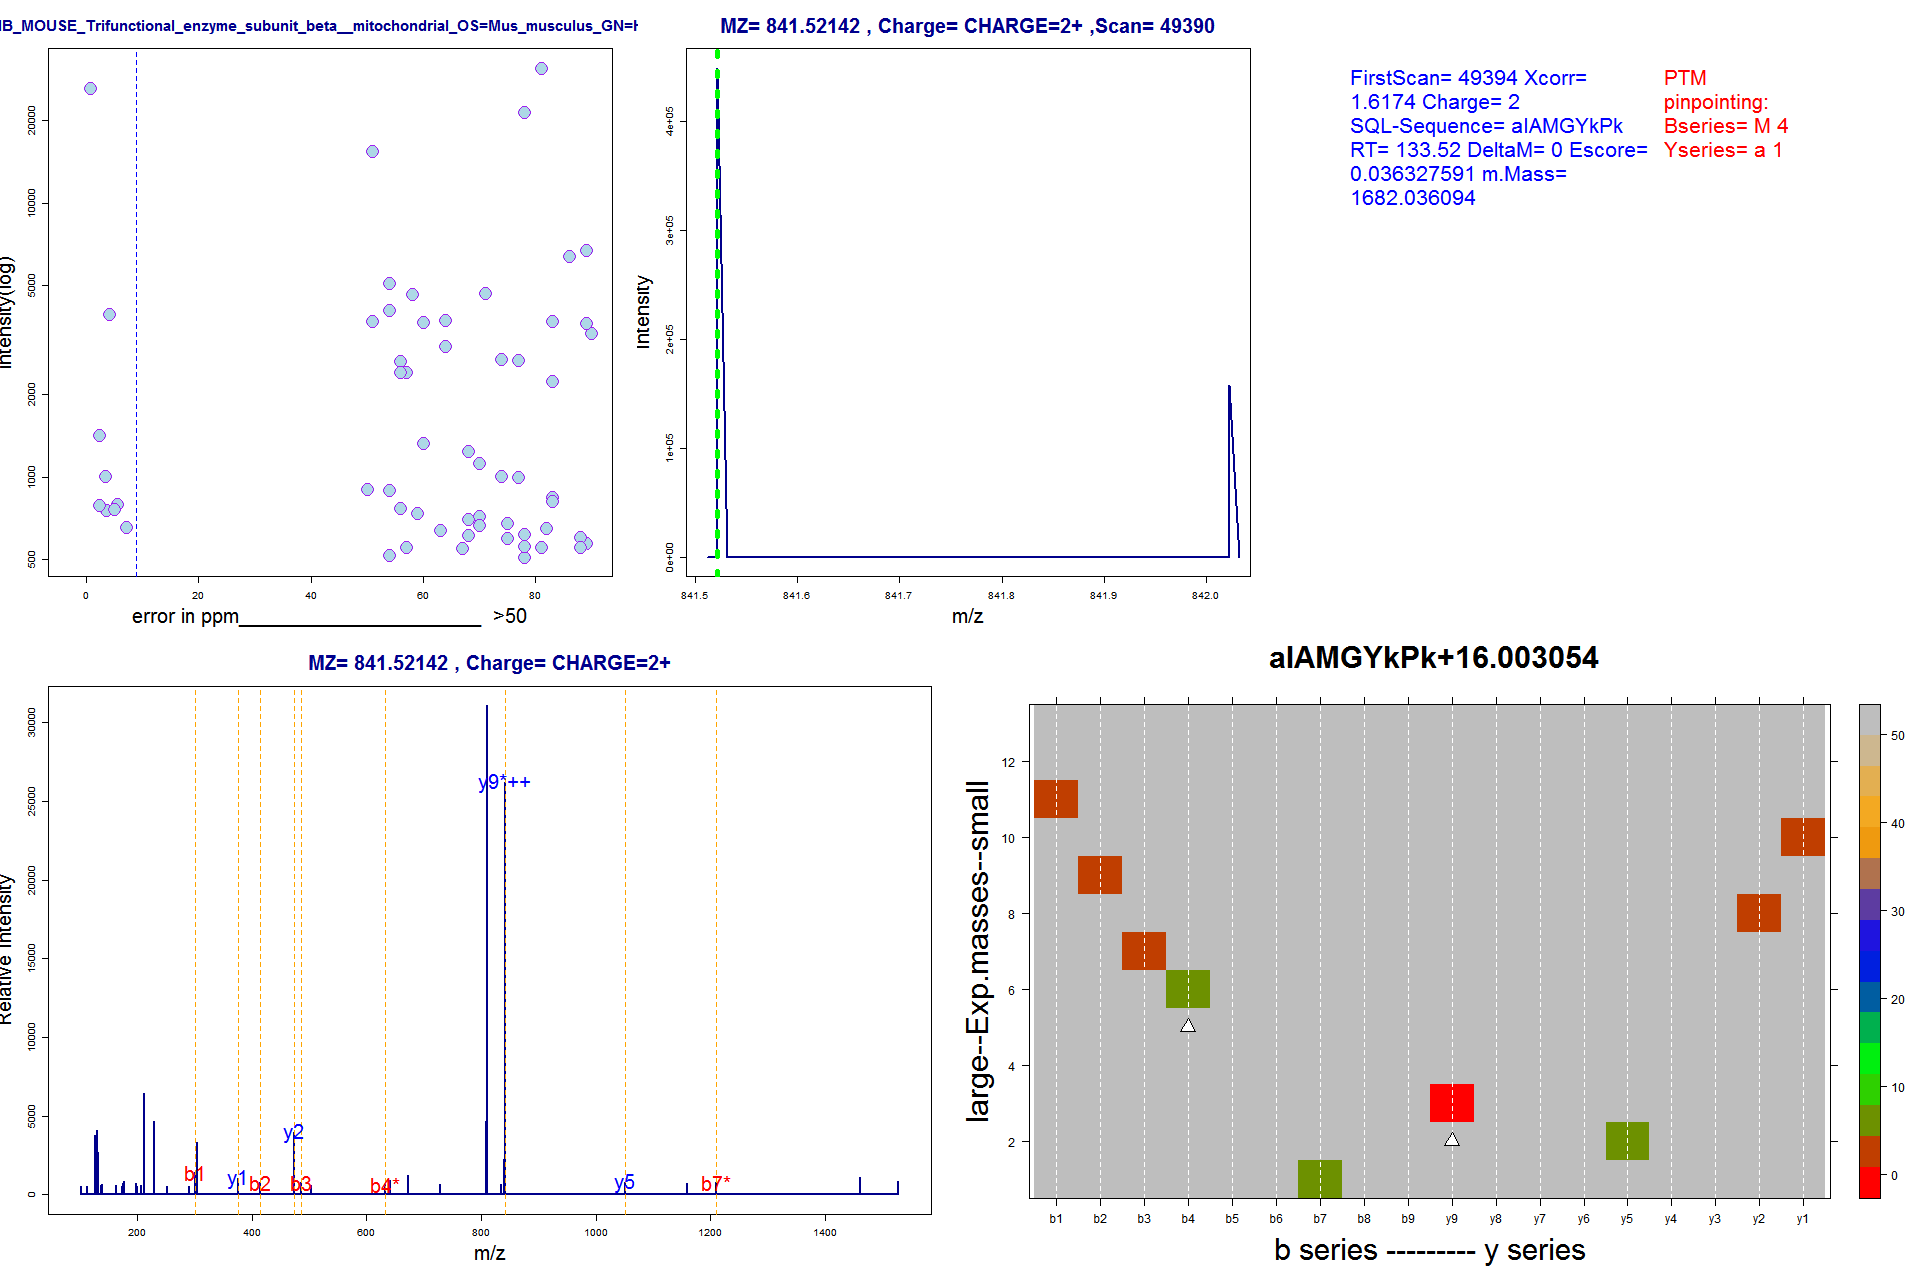 IB_MOUSE_Trifunctional_enzyme_subunit_beta__mitochondrial_OS=Mus_musculus_GN=H
20000
10000
5000
2000
1000
500
Intensity(log)
0 20 40 60 80
error in ppm______________________ >50
MZ= 841.52142 , Charge= CHARGE=2+ ,Scan= 49390
4e+05
3e+05
2e+05
1e+05
0e+00
Intensity
841.5 841.6 841.7 841.8 841.9 842.0
m/z
FirstScan= 49394 Xcorr=
1.6174 Charge= 2
SQL-Sequence= aIAMGYkPk
RT= 133.52 DeltaM= 0 Escore=
0.036327591 m.Mass=
1682.036094
PTM
pinpointing:
Bseries= M 4
Yseries= a 1
MZ= 841.52142 , Charge= CHARGE=2+
30000
25000
20000
15000
10000
5000
0
Relative Intensity
y9*++
y2
b1
y1
b2
b3
b4*
y5
b7*
200 400 600 800 1000 1200 1400
m/z
aIAMGYkPk+16.003054
12
10
8
6
4
2
large--Exp.masses--small
b1 b2 b3 b4 b5 b6 b7 b8 b9 y9 y8 y7 y6 y5 y4 y3 y2 y1
b series --------- y series
50
40
30
20
10
0